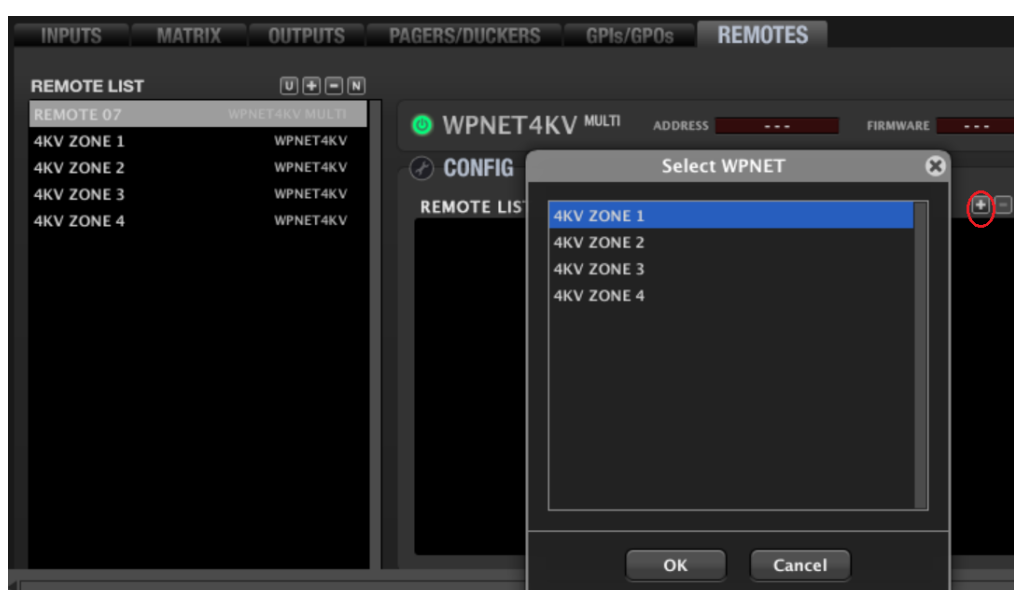 INPUTS MATRIX OUTPUTS PAGERS/DUCKERS GPIs/GPOs REMOTES
REMOTE LIST U + - N
REMOTE 07 WPNET4KV MULTI
4KV ZONE 1 WPNET4KV
4KV ZONE 2 WPNET4KV
4KV ZONE 3 WPNET4KV
4KV ZONE 4 WPNET4KV
WPNET4KV MULTI ADDRESS --- FIRMWARE ---
CONFIG
REMOTE LIS
+ -
Select WPNET
4KV ZONE 1
4KV ZONE 2
4KV ZONE 3
4KV ZONE 4
OK Cancel